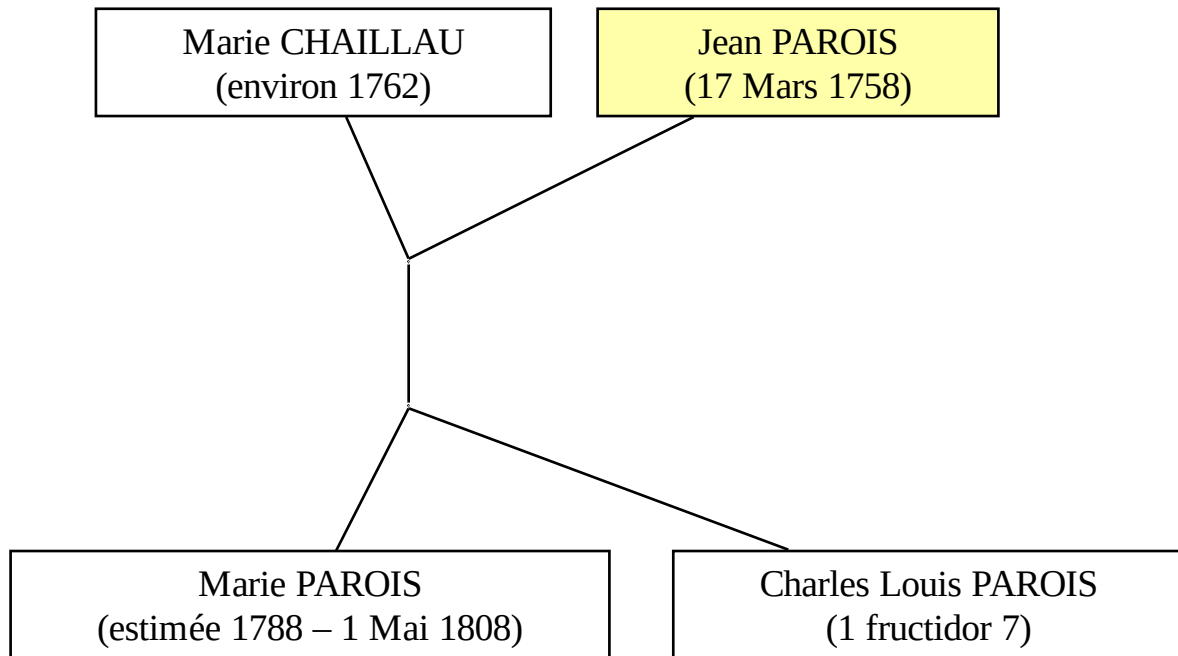 Marie CHAILLAU
(environ 1762)
Jean PAROIS
(17 Mars 1758)
Marie PAROIS
(estimée 1788 – 1 Mai 1808)
Charles Louis PAROIS
(1 fructidor 7)